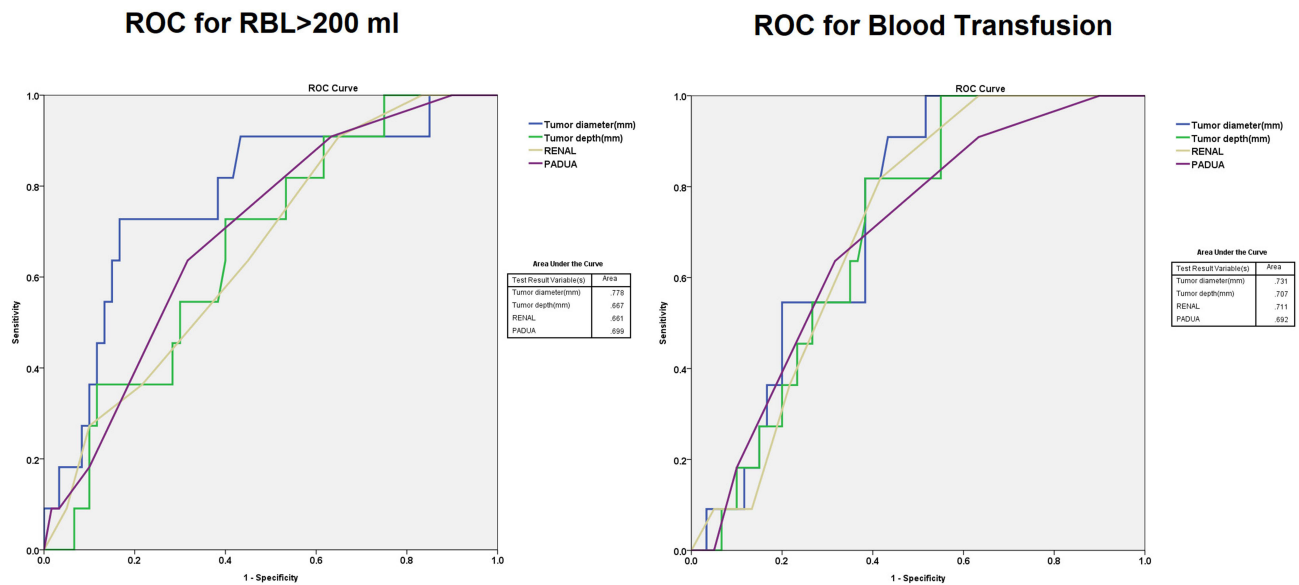 ROC for RBL>200 ml
ROC Curve
1.0
0.8
0.6
0.4
0.2
0.0
Sensitivity
0.0 0.2 0.4 0.6 0.8 1.0
1 - Specificity
Tumor diameter(mm)
Tumor depth(mm)
RENAL
PADUA
Area Under the Curve
Test Result Variable(s) Area
Tumor diameter(mm) .778
Tumor depth(mm) .667
RENAL .661
PADUA .699
ROC for Blood Transfusion
ROC Curve
1.0
0.8
0.6
0.4
0.2
0.0
Sensitivity
0.0 0.2 0.4 0.6 0.8 1.0
1 - Specificity
Tumor diameter(mm)
Tumor depth(mm)
RENAL
PADUA
Area Under the Curve
Test Result Variable(s) Area
Tumor diameter(mm) .731
Tumor depth(mm) .707
RENAL .711
PADUA .692